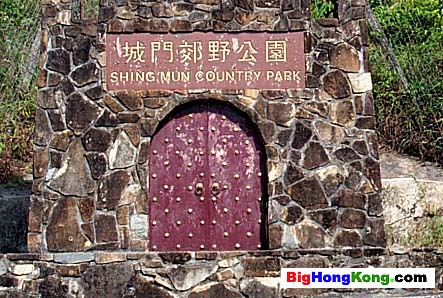 城門郊野公園
SHING MUN COUNTRY PARK
BigHongKong.com